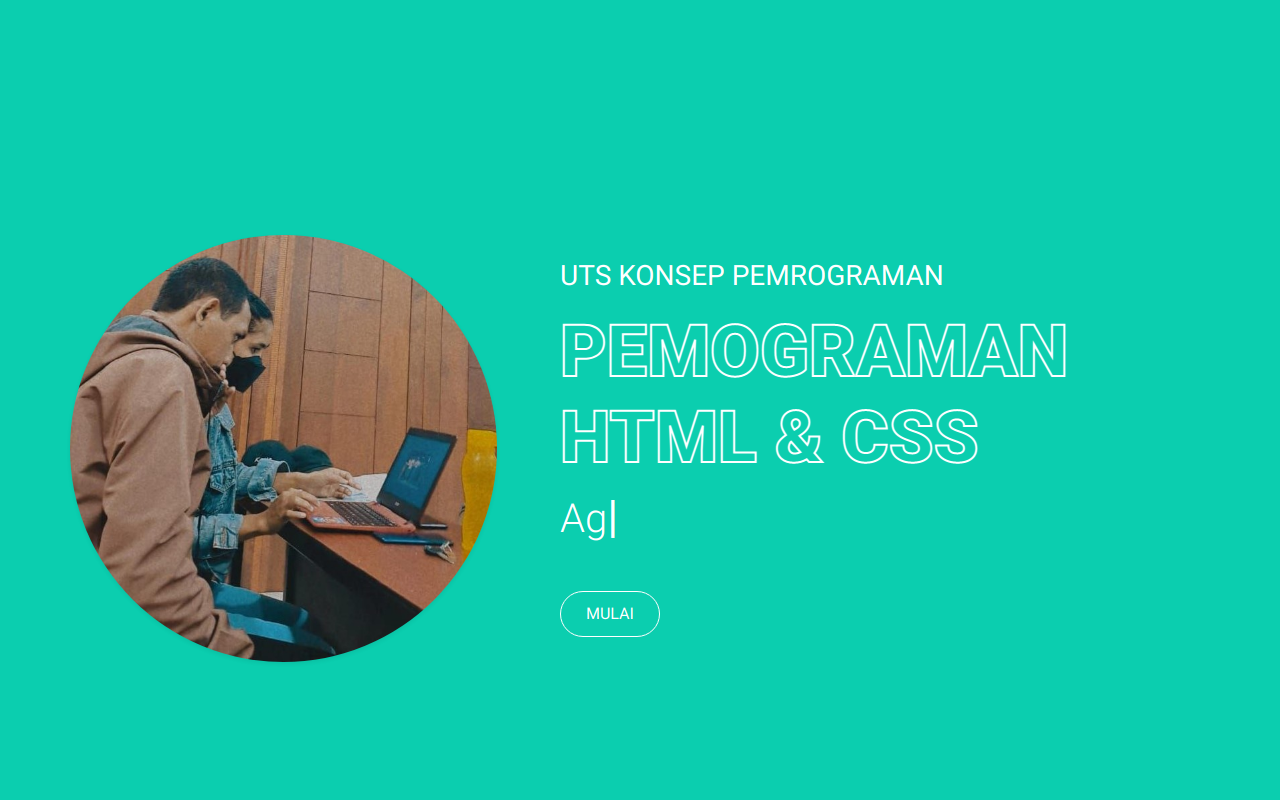 UTS KONSEP PEMROGRAMAN
PEMOGRAMAN
HTML & CSS
Ag
MULAI